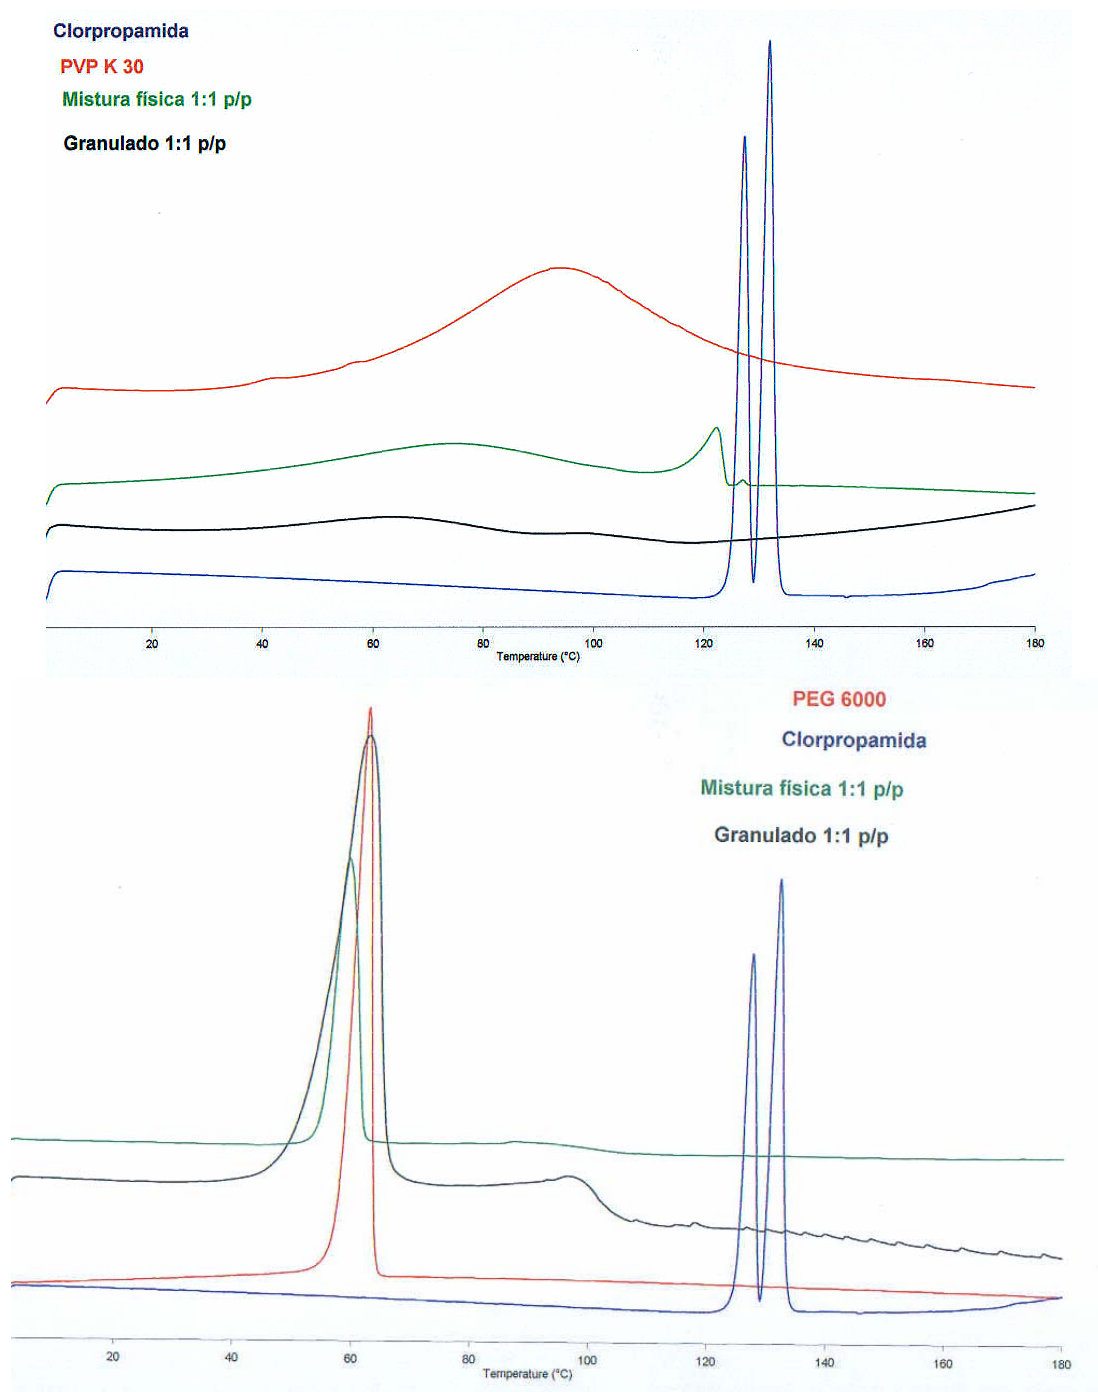 Clorpropamida
PVP K 30
Mistura física 1:1 p/p
Granulado 1:1 p/p
20 40 60 80 100 120 140 160 180
Temperature (°C)
PEG 6000
Clorpropamida
Mistura física 1:1 p/p
Granulado 1:1 p/p
20 40 60 80 100 120 140 160 180
Temperature (°C)